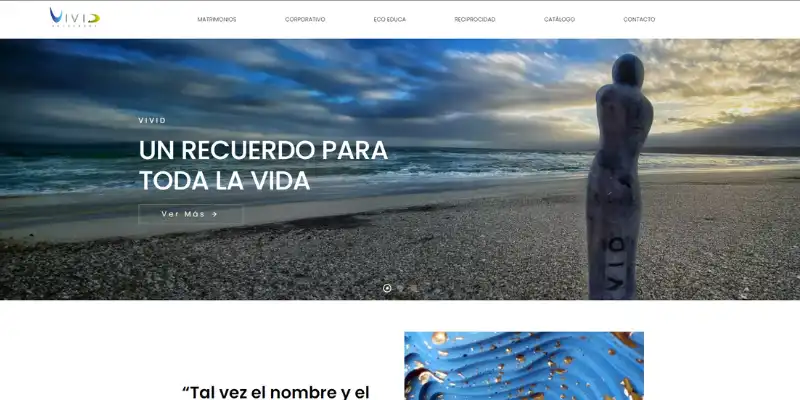 VIVID
MATRIMONIOS
CORPORATIVO
ECO EDUCA
RECIPROCIDAD
CATÁLOGO
CONTACTO
VIVID
UN RECUERDO PARA
TODA LA VIDA
Ver Más →
VID
“Tal vez el nombre y el